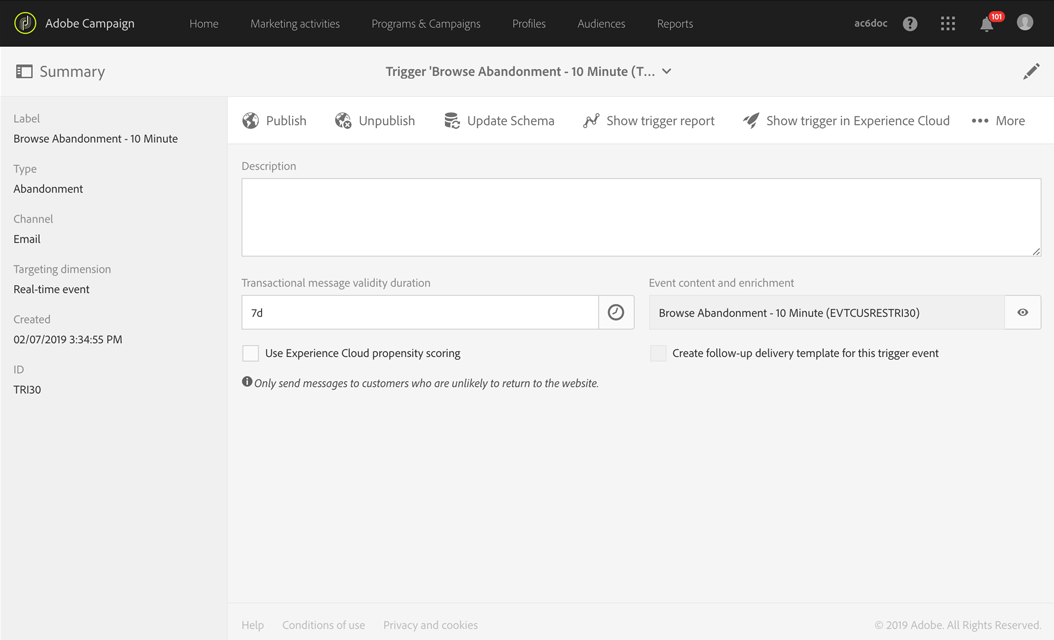 Adobe Campaign
Home
Marketing activities
Programs & Campaigns
Profiles
Audiences
Reports
ac6doc
101
Summary
Trigger 'Browse Abandonment - 10 Minute (T...
Label
Browse Abandonment - 10 Minute
Type
Abandonment
Channel
Email
Targeting dimension
Real-time event
Created
02/07/2019 3:34:55 PM
ID
TRI30
Publish
Unpublish
Update Schema
Show trigger report
Show trigger in Experience Cloud
More
Description
Transactional message validity duration
7d
Event content and enrichment
Browse Abandonment - 10 Minute (EVTCUSRESTRI30)
Use Experience Cloud propensity scoring
Create follow-up delivery template for this trigger event
Only send messages to customers who are unlikely to return to the website.
Help
Conditions of use
Privacy and cookies
© 2019 Adobe. All Rights Reserved.